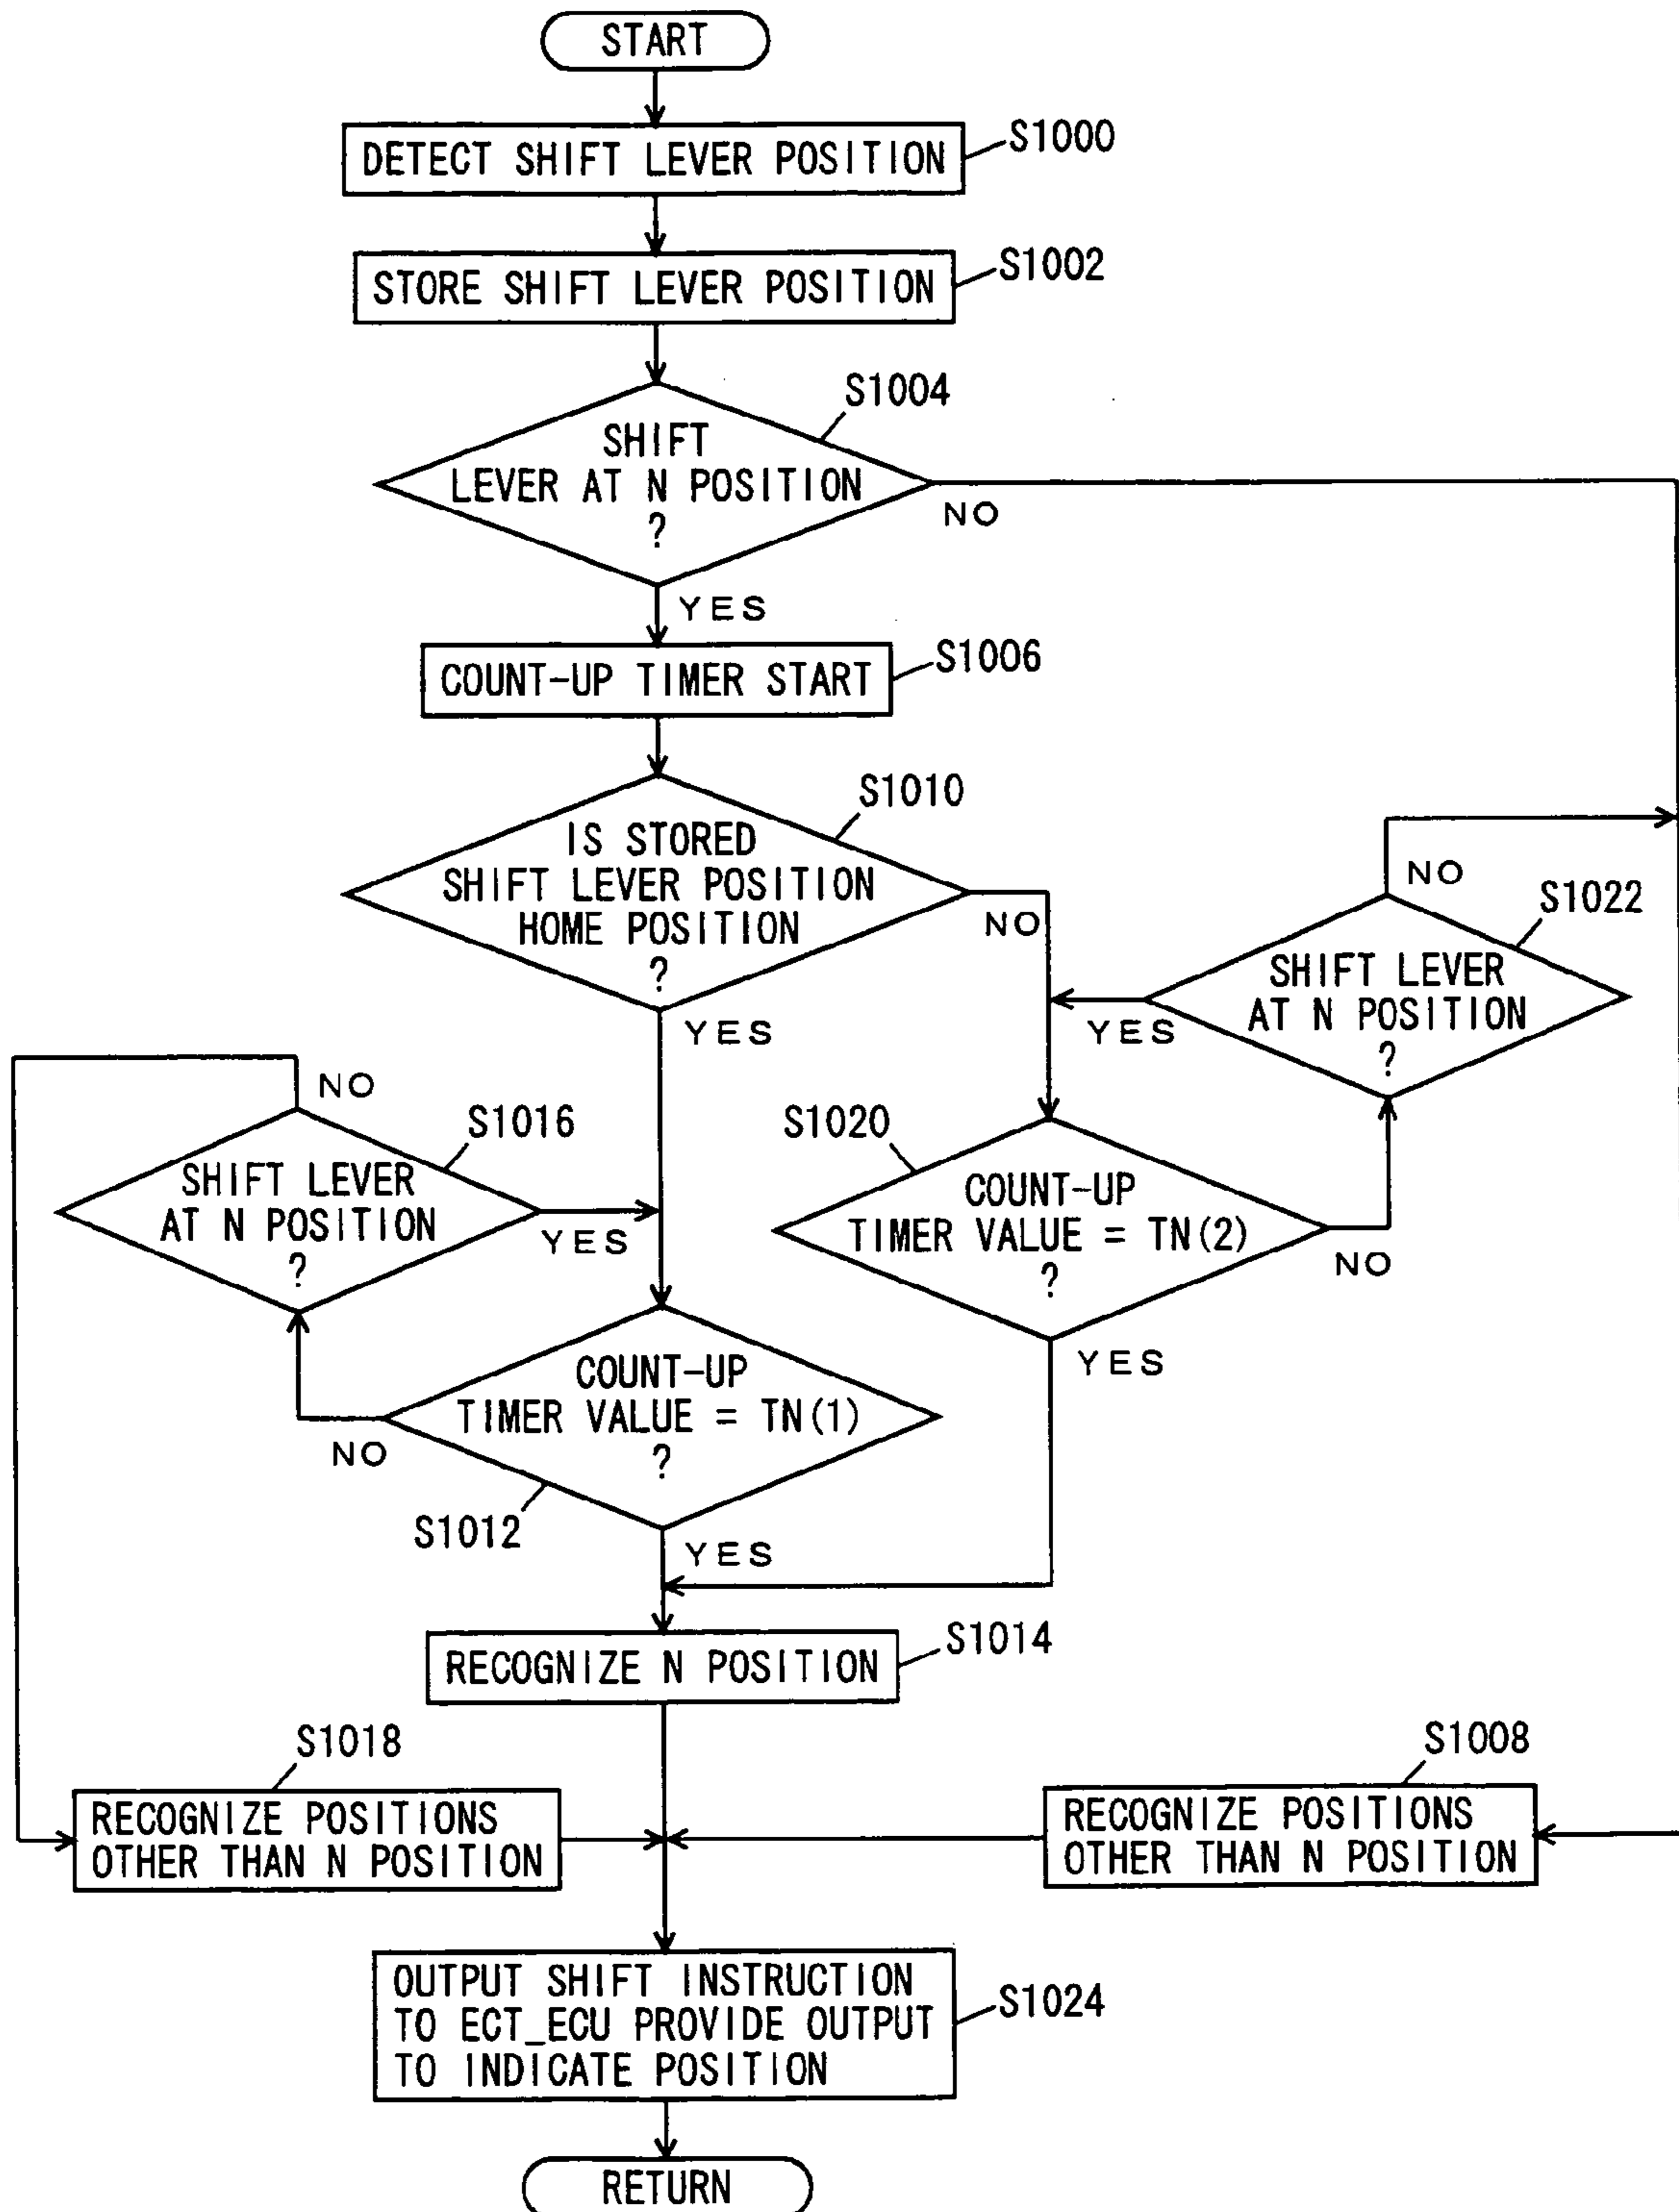 START
DETECT SHIFT LEVER POSITION
S1000
STORE SHIFT LEVER POSITION
S1002
S1004
SHIFT
LEVER AT N POSITION
?
NO
YES
COUNT-UP TIMER START
S1006
S1010
IS STORED
SHIFT LEVER POSITION
HOME POSITION
?
NO
YES
NO
S1022
SHIFT LEVER
AT N POSITION
?
YES
NO
S1016
SHIFT LEVER
AT N POSITION
?
YES
S1020
COUNT-UP
TIMER VALUE = TN(2)
?
NO
YES
COUNT-UP
TIMER VALUE = TN(1)
?
NO
S1012
YES
RECOGNIZE N POSITION
S1014
S1018
RECOGNIZE POSITIONS
OTHER THAN N POSITION
S1008
RECOGNIZE POSITIONS
OTHER THAN N POSITION
OUTPUT SHIFT INSTRUCTION
TO ECT_ECU PROVIDE OUTPUT
TO INDICATE POSITION
S1024
RETURN